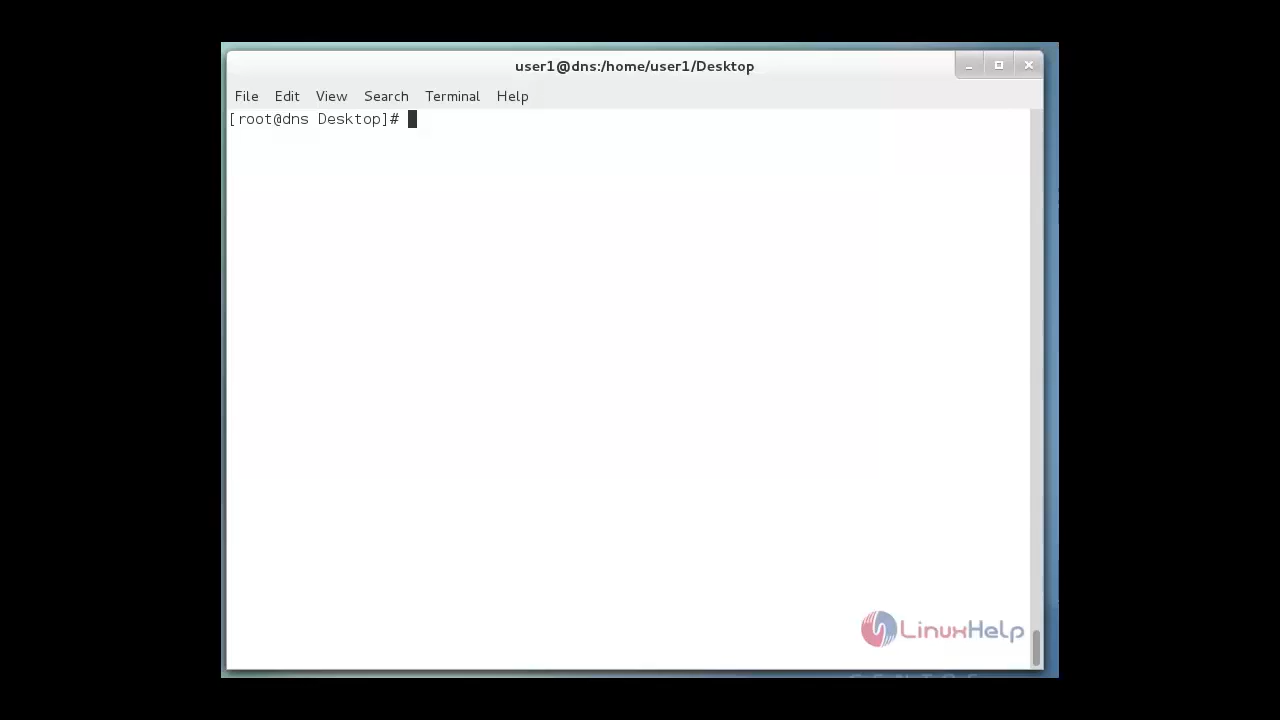 user1@dns:/home/user1/Desktop
File Edit View Search Terminal Help
[root@dns Desktop]#
LinuxHelp